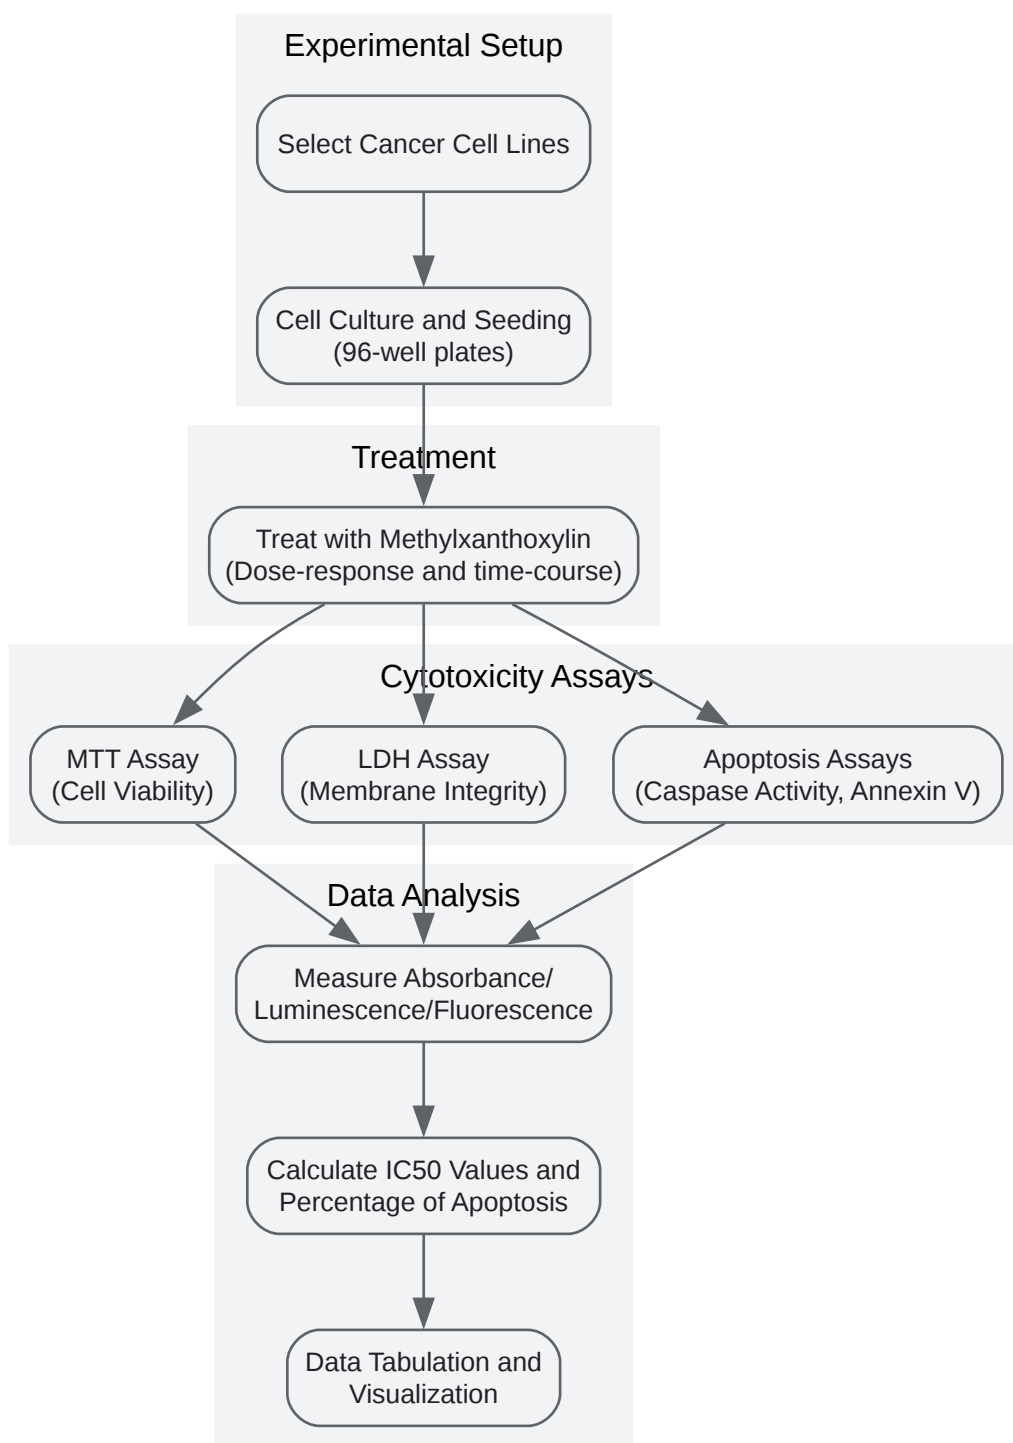 Experimental Setup
Select Cancer Cell Lines
Cell Culture and Seeding
(96-well plates)
Treatment
Treat with Methylxanthoxylin
(Dose-response and time-course)
Cytotoxicity Assays
MTT Assay
(Cell Viability)
LDH Assay
(Membrane Integrity)
Apoptosis Assays
(Caspase Activity, Annexin V)
Data Analysis
Measure Absorbance/
Luminescence/Fluorescence
Calculate IC50 Values and
Percentage of Apoptosis
Data Tabulation and
Visualization